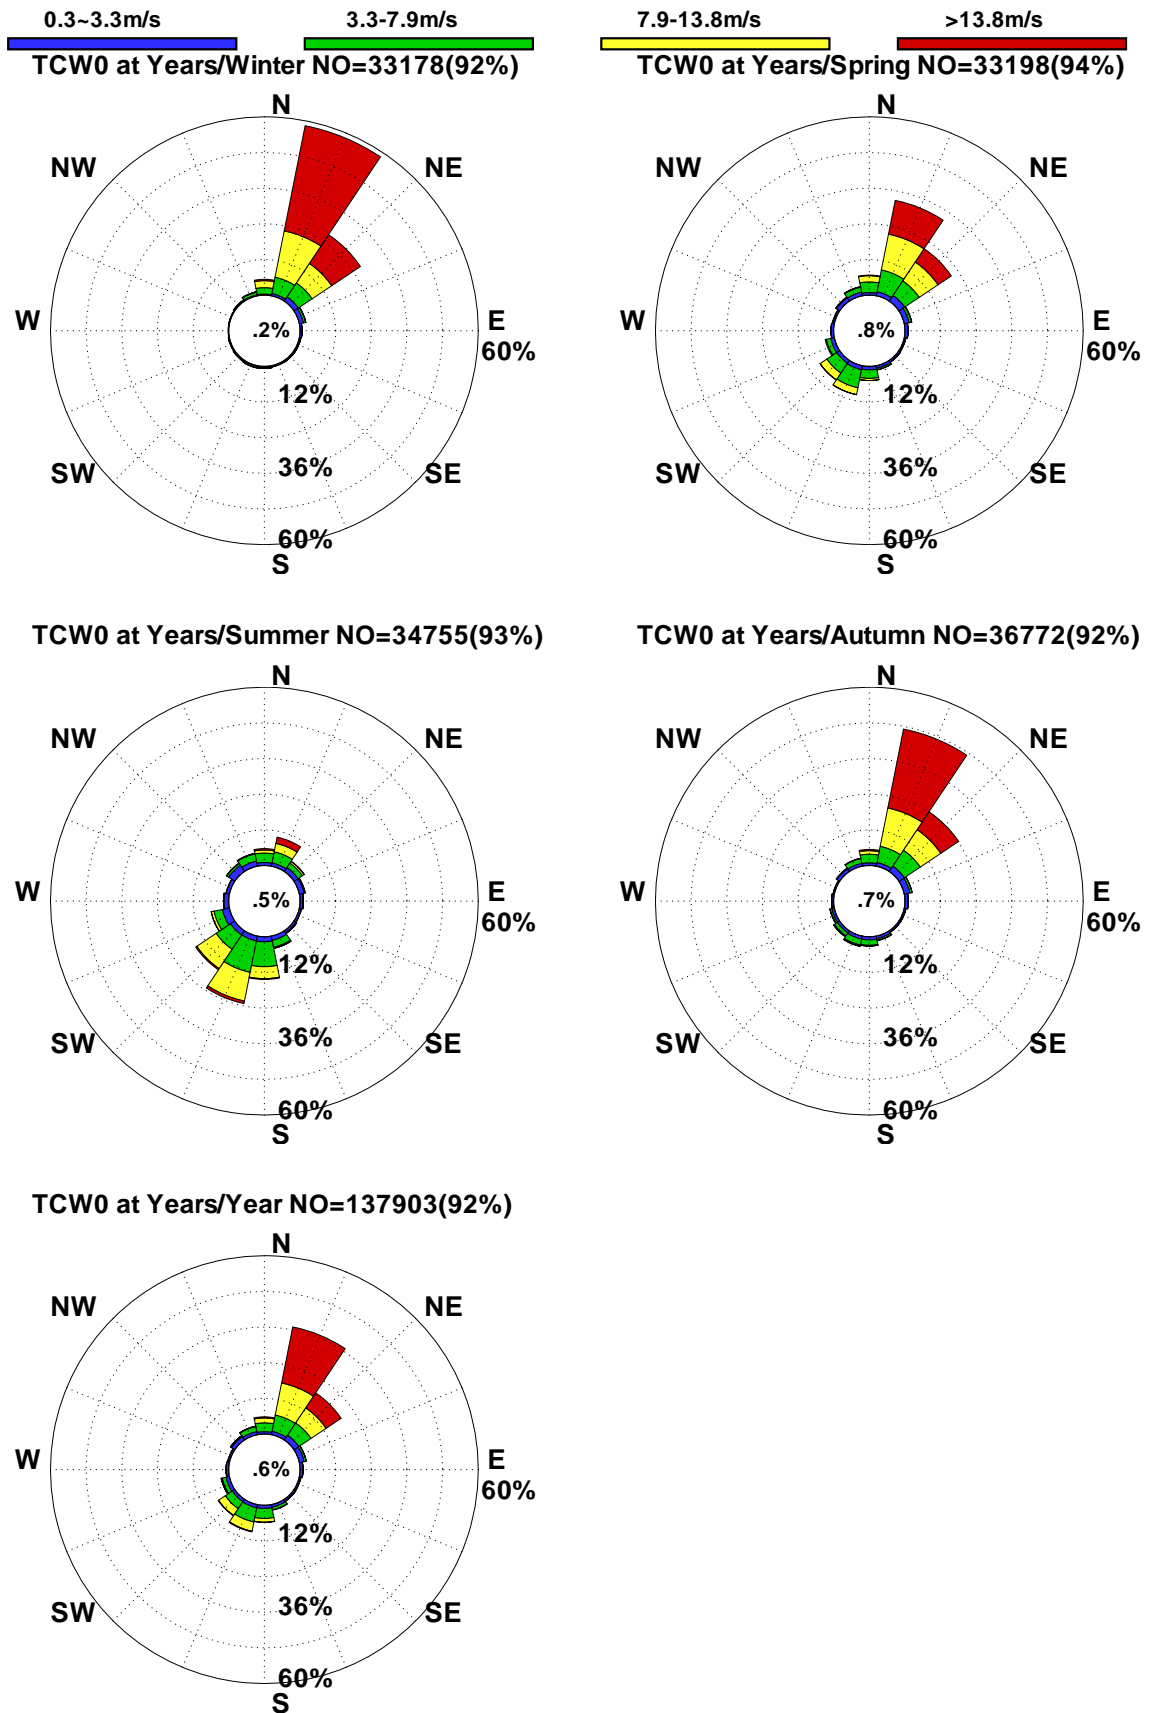 0.3~3.3m/s 3.3-7.9m/s 7.9-13.8m/s >13.8m/s
TCW0 at Years/Winter NO=33178(92%)
N
NW NE
W E
60%
.2%
12%
SW 36% SE
60%
S
TCW0 at Years/Spring NO=33198(94%)
N
NW NE
W E
60%
.8%
12%
SW 36% SE
60%
S
TCW0 at Years/Summer NO=34755(93%)
N
NW NE
W E
60%
.5%
12%
SW 36% SE
60%
S
TCW0 at Years/Autumn NO=36772(92%)
N
NW NE
W E
60%
.7%
12%
SW 36% SE
60%
S
TCW0 at Years/Year NO=137903(92%)
N
NW NE
W E
60%
.6%
12%
SW 36% SE
60%
S